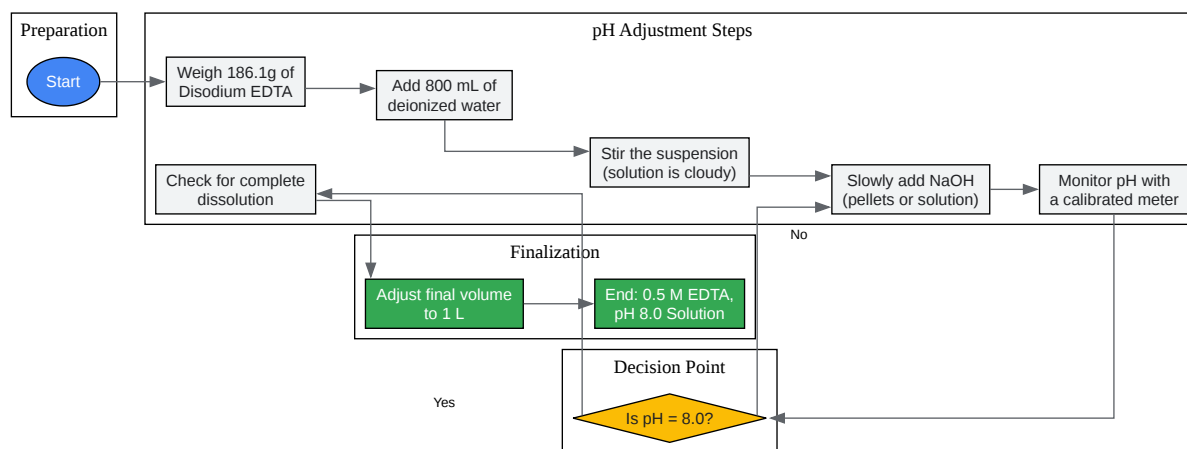 Preparation
Start
pH Adjustment Steps
Weigh 186.1g of
Disodium EDTA
Add 800 mL of
deionized water
Stir the suspension
(solution is cloudy)
Slowly add NaOH
(pellets or solution)
Monitor pH with
a calibrated meter
Check for complete
dissolution
No
Finalization
Adjust final volume
to 1 L
End: 0.5 M EDTA,
pH 8.0 Solution
Decision Point
Yes
Is pH = 8.0?